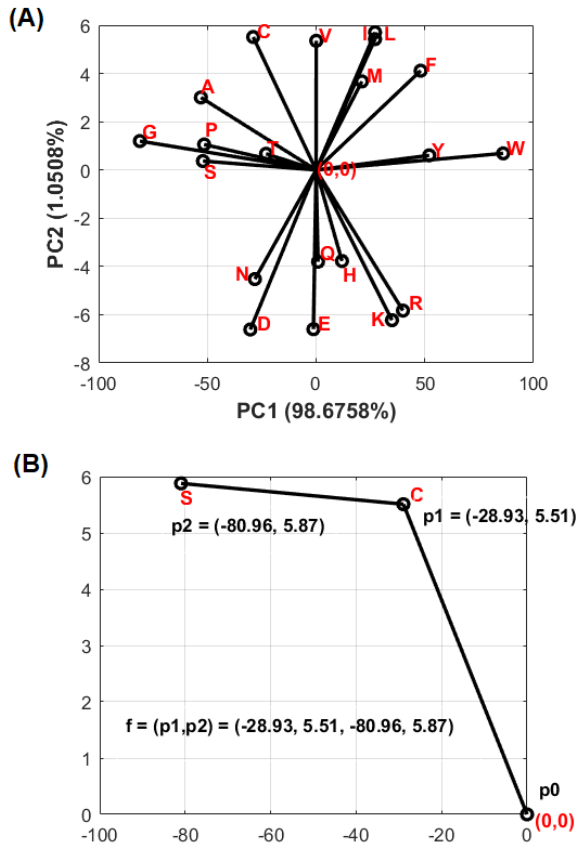 (A)
6
4
2
0
-2
-4
-6
-8
PC2 (1.0508%)
C
V
I
L
F
M
A
G
P
T
S
Y
W
(0,0)
N
Q
H
D
E
K
R
-100
-50
0
50
100
PC1 (98.6758%)
(B)
6
5
4
3
2
1
0
S
C
p2 = (-80.96, 5.87)
p1 = (-28.93, 5.51)
f = (p1,p2) = (-28.93, 5.51, -80.96, 5.87)
p0
(0,0)
-100
-80
-60
-40
-20
0